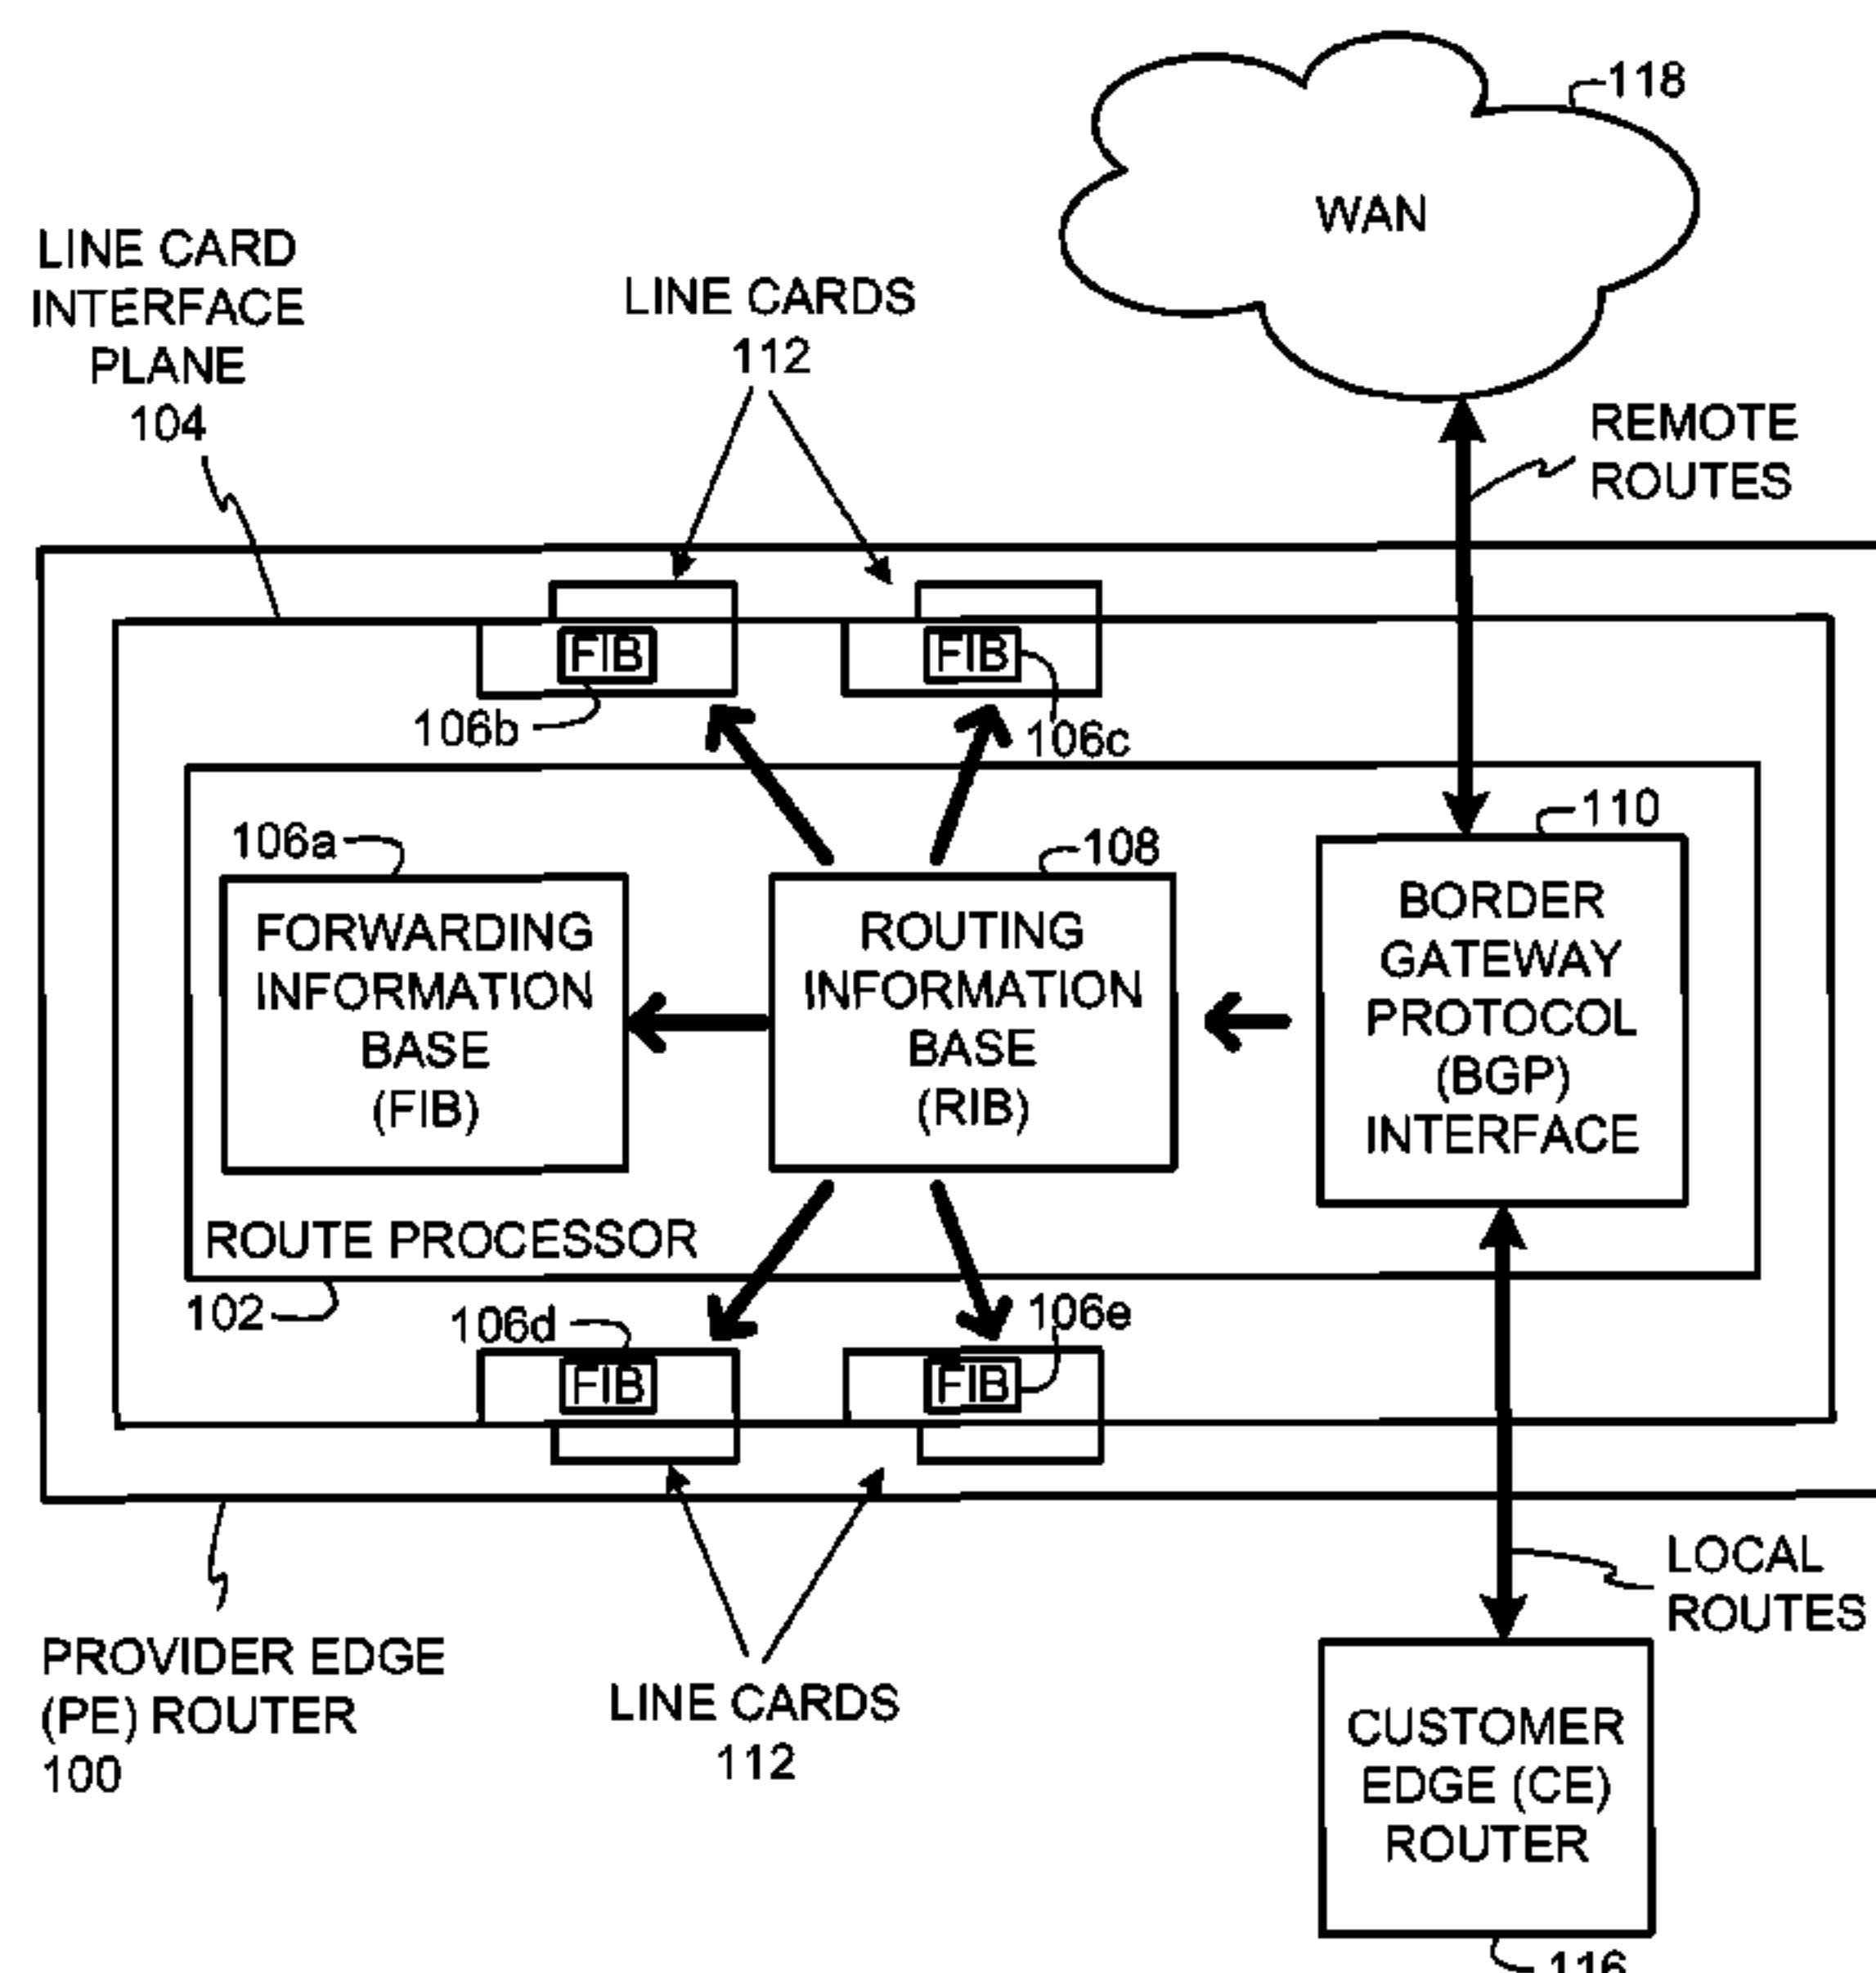 118
WAN
LINE CARD
INTERFACE
PLANE
104
LINE CARDS
112
REMOTE
ROUTES
FIB
FIB
106b
106c
106a
108
110
FORWARDING
INFORMATION
BASE
(FIB)
ROUTING
INFORMATION
BASE
(RIB)
BORDER
GATEWAY
PROTOCOL
(BGP)
INTERFACE
ROUTE PROCESSOR
102
106d
106e
FIB
FIB
LOCAL
ROUTES
PROVIDER EDGE
(PE) ROUTER
100
LINE CARDS
112
CUSTOMER
EDGE (CE)
ROUTER
116